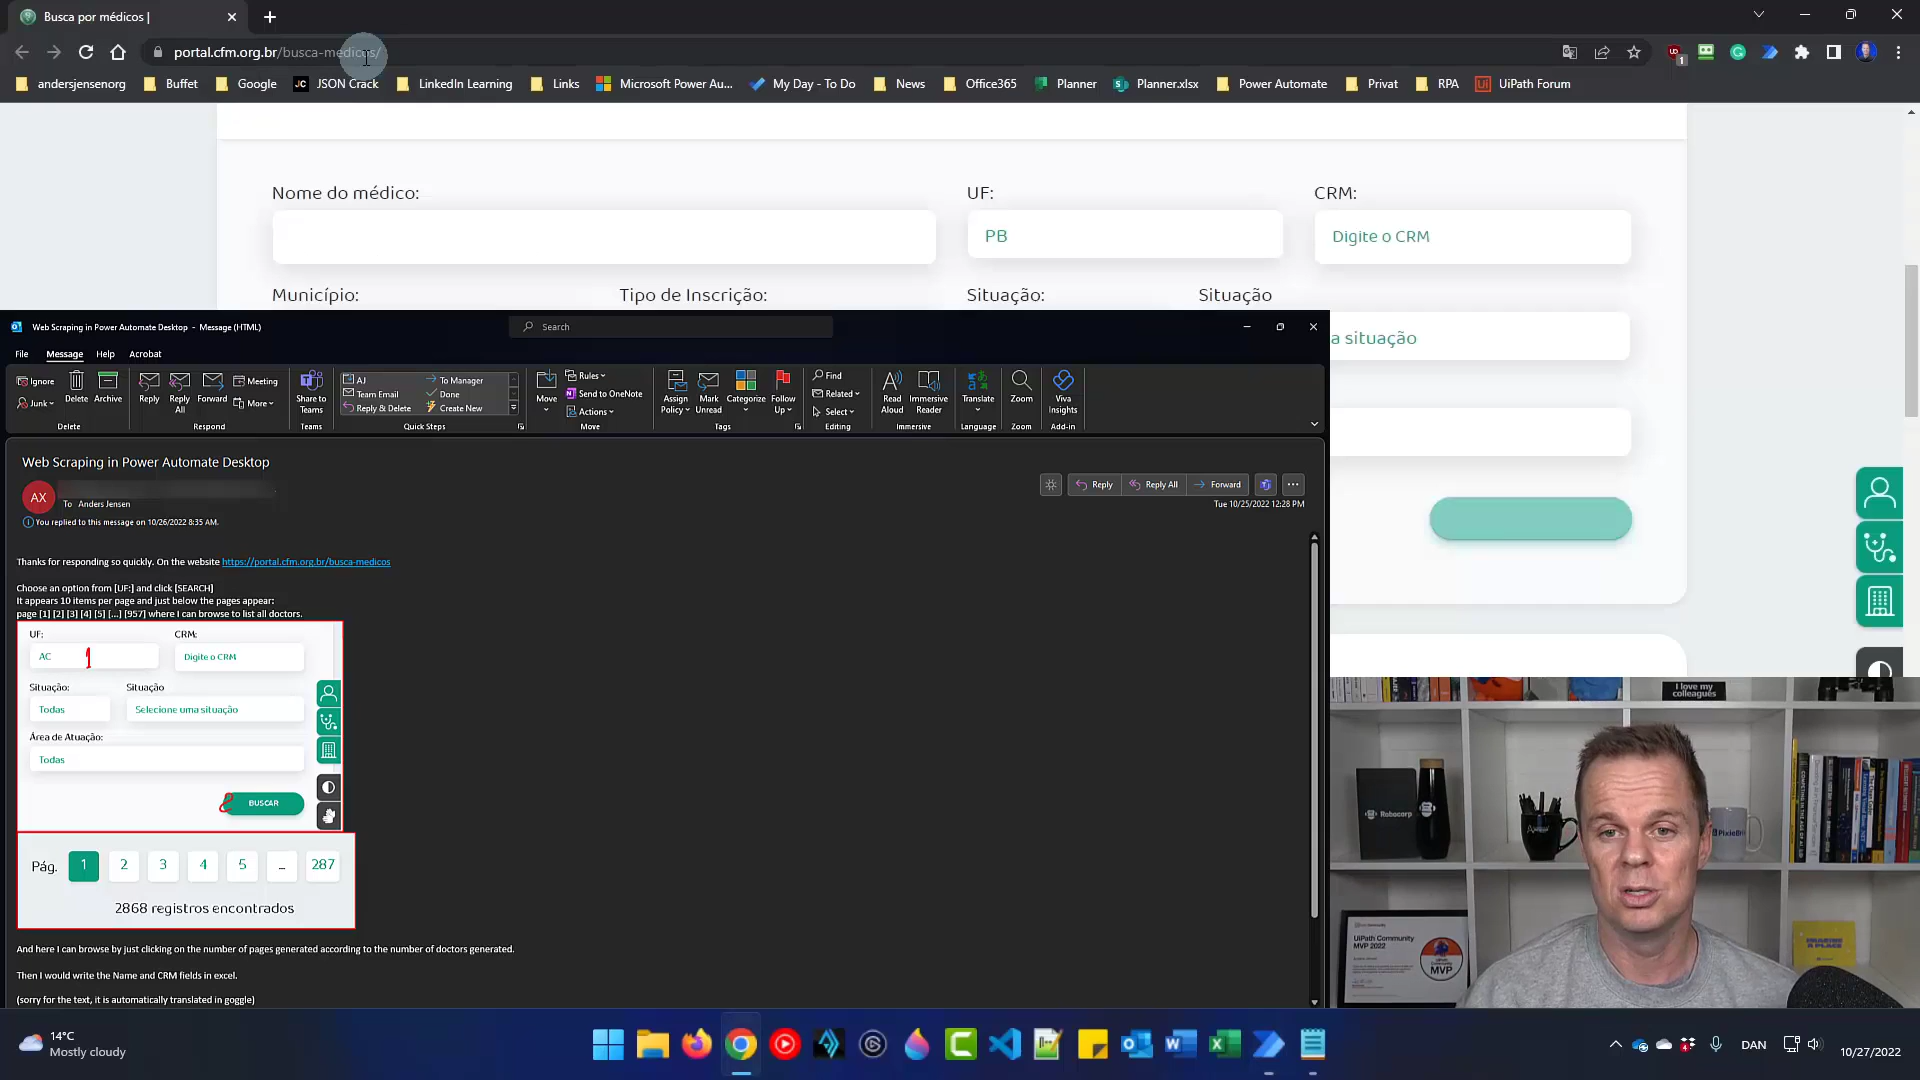 Busca por médicos |
portal.cfm.org.br/busca-medicos/
1
andersjensenorg
Buffet
Google
JSON Crack
LinkedIn Learning
Links
Microsoft Power Au...
My Day - To Do
News
Office365
Planner
Planner.xlsx
Power Automate
Privat
RPA
UiPath Forum
Nome do médico:
UF:
CRM:
PB
Digite o CRM
Município:
Tipo de Inscrição:
Situação:
Situação
a situação
Web Scraping in Power Automate Desktop - Message (HTML)
Search
File
Message
Help
Acrobat
Ignore
Junk
Delete
Archive
Delete
Reply
Reply All
Forward
Meeting
More
Respond
Share to Teams
Teams
AJ
To Manager
Team Email
Done
Reply & Delete
Create New
Quick Steps
Move
Rules
Send to OneNote
Actions
Move
Assign Policy
Mark Unread
Categorize
Follow Up
Tags
Find
Related
Select
Editing
Read Aloud
Immersive Reader
Immersive
Translate
Language
Zoom
Zoom
Viva Insights
Add-in
Web Scraping in Power Automate Desktop
AX
To Anders Jensen
You replied to this message on 10/26/2022 8:35 AM.
Reply
Reply All
Forward
Tue 10/25/2022 12:28 PM
Thanks for responding so quickly. On the website https://portal.cfm.org.br/busca-medicos
Choose an option from [UF:] and click [SEARCH]
It appears 10 items per page and just below the pages appear:
page [1] [2] [3] [4] [5] [...] [957] where I can browse to list all doctors.
UF:
CRM:
AC
1
Digite o CRM
Situação:
Situação
Todas
Selecione uma situação
Área de Atuação:
Todas
2
BUSCAR
Pág. 1 2 3 4 5 ... 287
2868 registros encontrados
And here I can browse by just clicking on the number of pages generated according to the number of doctors generated.
Then I would write the Name and CRM fields in excel.
(sorry for the text, it is automatically translated in goggle)
I love my colleagues
Robocorp
PixieBr
UiPath Community
MVP 2022
MVP
14°C
Mostly cloudy
DAN
10/27/2022